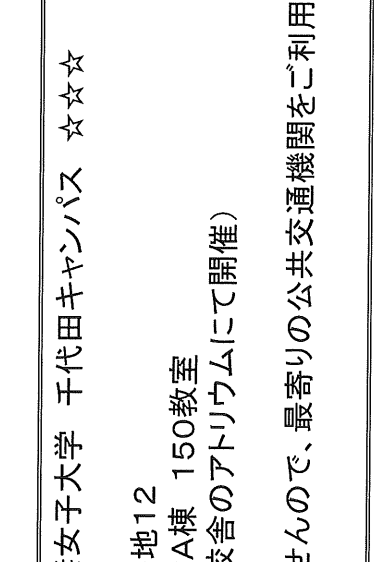 女子大学 千代田キャンパス ☆☆☆
地12
A棟 150教室
校舎のアトリウムにて開催)
せんので、最寄りの公共交通機関をご利用